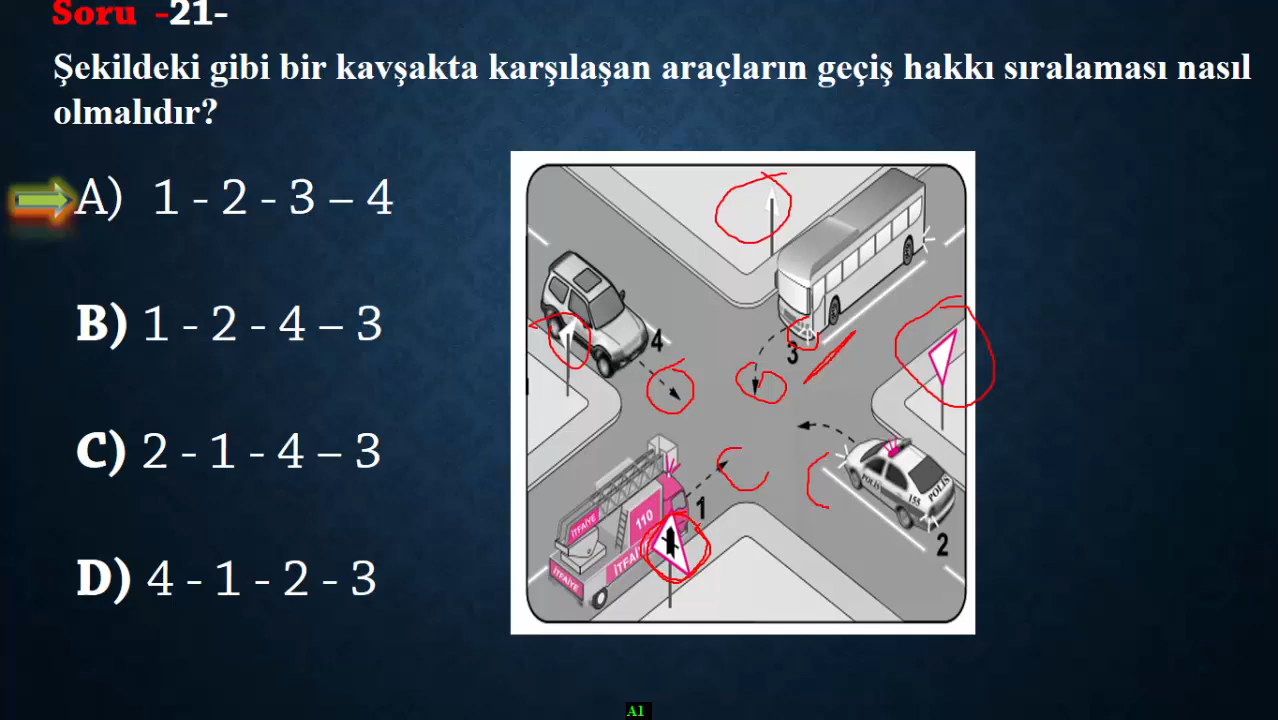 Soru -21-
Şekildeki gibi bir kavşakta karşılaşan araçların geçiş hakkı sıralaması nasıl
olmalıdır?
A) 1 - 2 - 3 – 4
B) 1 - 2 - 4 – 3
C) 2 - 1 - 4 – 3
D) 4 - 1 - 2 - 3
4
3
1
2
POLİS
155
POLİS
İTFAİYE
110
İTFAİYE
İTFAİ
A1